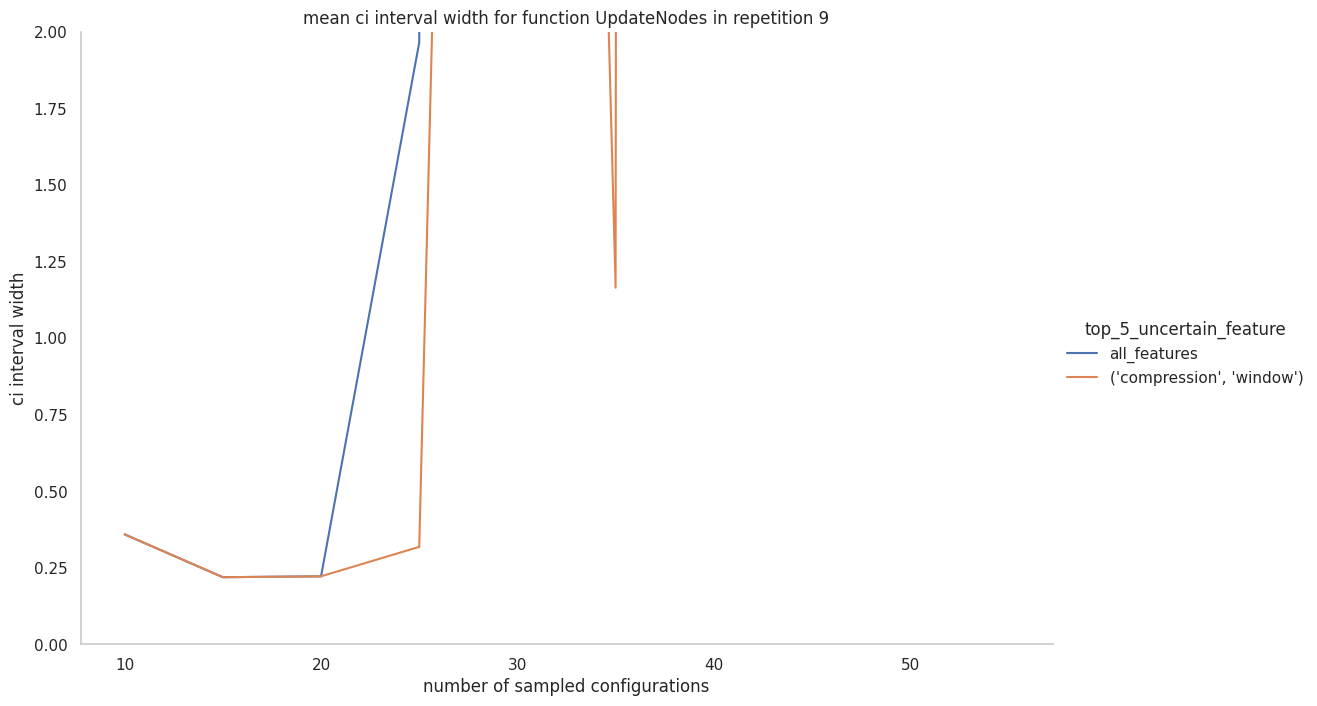 mean ci interval width for function UpdateNodes in repetition 9
2.00
1.75
1.50
1.25
1.00
0.75
0.50
0.25
0.00
ci interval width
10 20 30 40 50
number of sampled configurations
top_5_uncertain_feature
all_features
('compression', 'window')